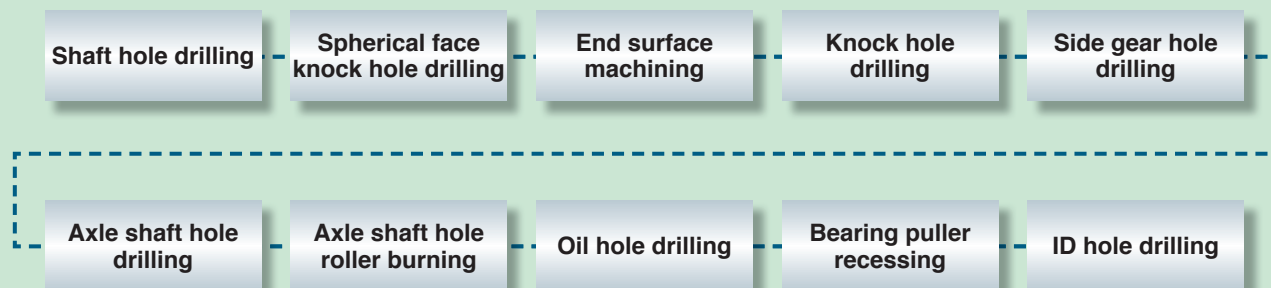 Shaft hole drilling
Spherical face
knock hole drilling
End surface
machining
Knock hole
drilling
Side gear hole
drilling
Axle shaft hole
drilling
Axle shaft hole
roller burning
Oil hole drilling
Bearing puller
recessing
ID hole drilling